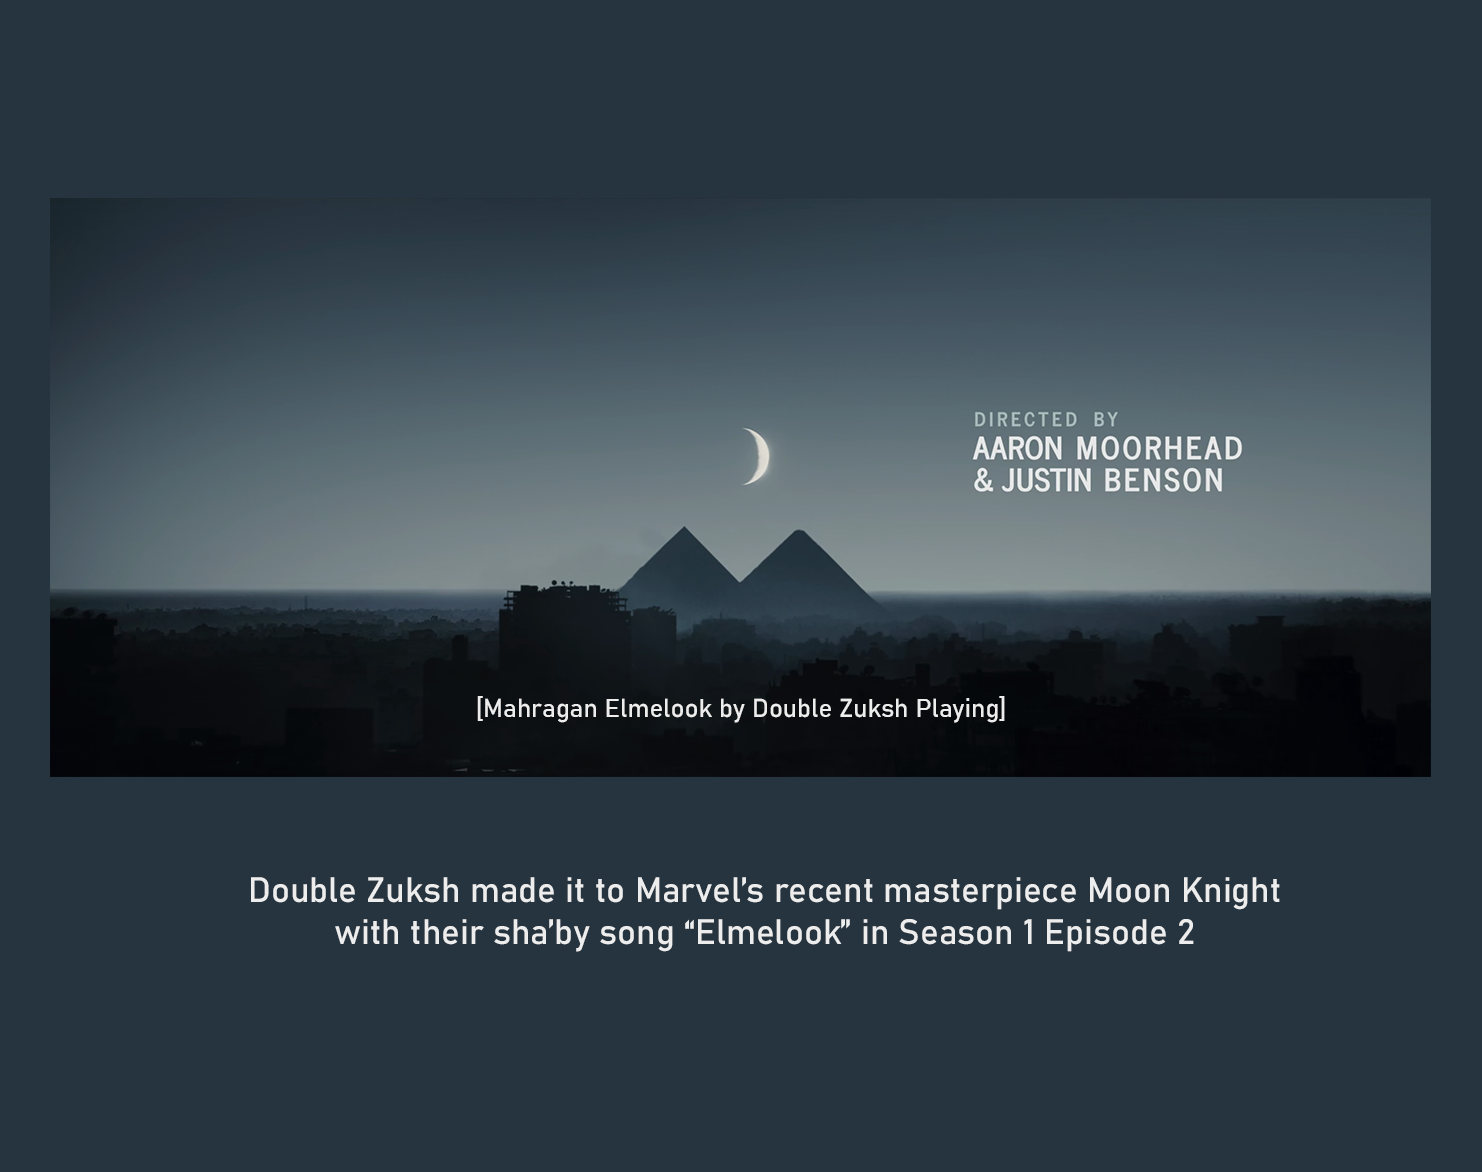 DIRECTED BY
AARON MOORHEAD
& JUSTIN BENSON
[Mahragan Elmelook by Double Zuksh Playing]
Double Zuksh made it to Marvel’s recent masterpiece Moon Knight
with their sha’by song “Elmelook” in Season 1 Episode 2